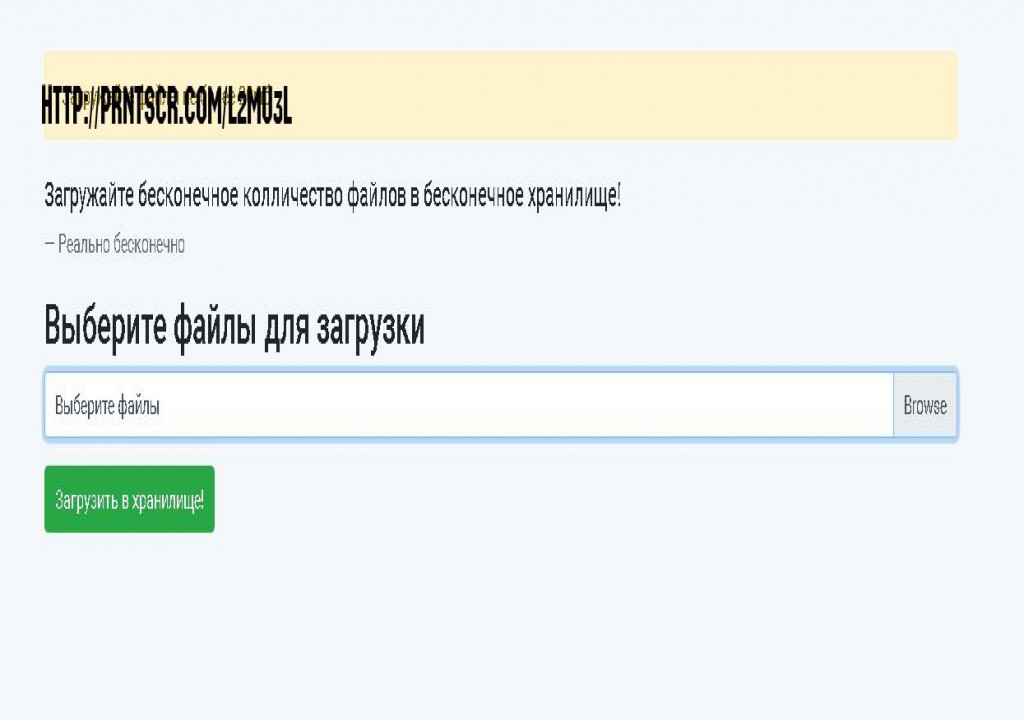 HTTP://PRNTSCR.COM/L2MU3L
Загружайте бесконечное колличество файлов в бесконечное хранилище!
— Реально бесконечно
Выберите файлы для загрузки
Выберите файлы
Browse
Загрузить в хранилище!